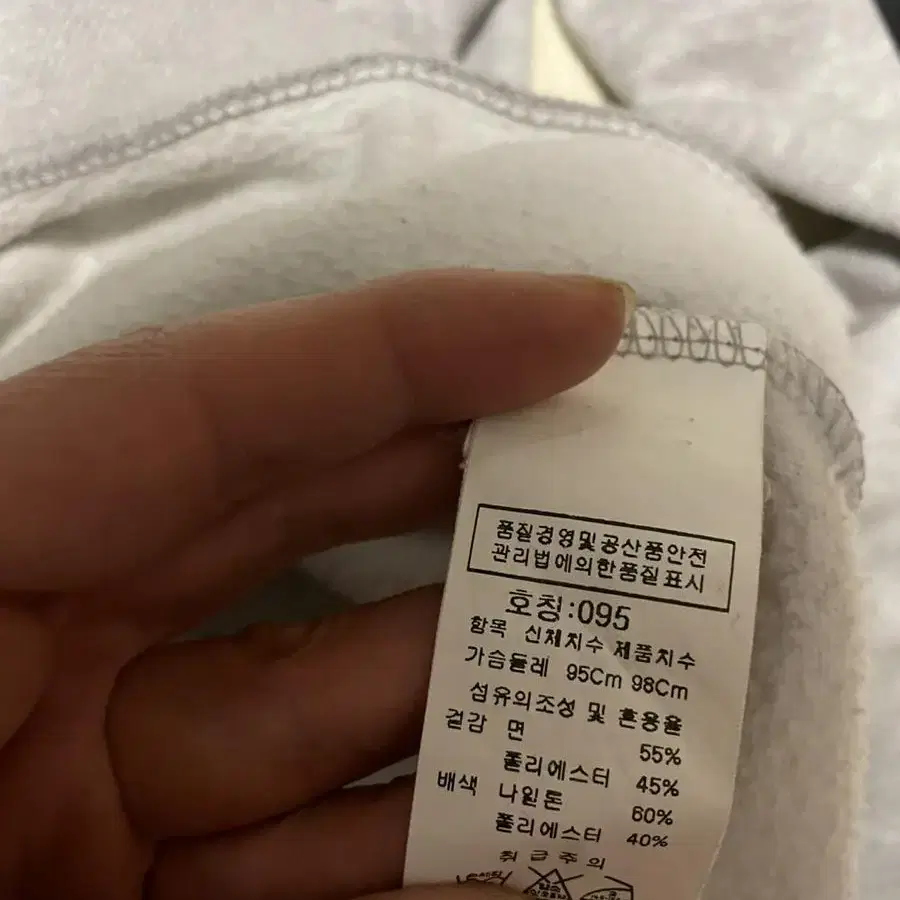 품질경영및공산품안전
관리법에의한품질표시
호칭:095
항목 신체치수 제품치수
가슴둘레 95Cm 98Cm
섬유의조성 및 혼용율
겉감 면 55%
폴리에스터 45%
배색 나일론 60%
폴리에스터 40%
취급주의